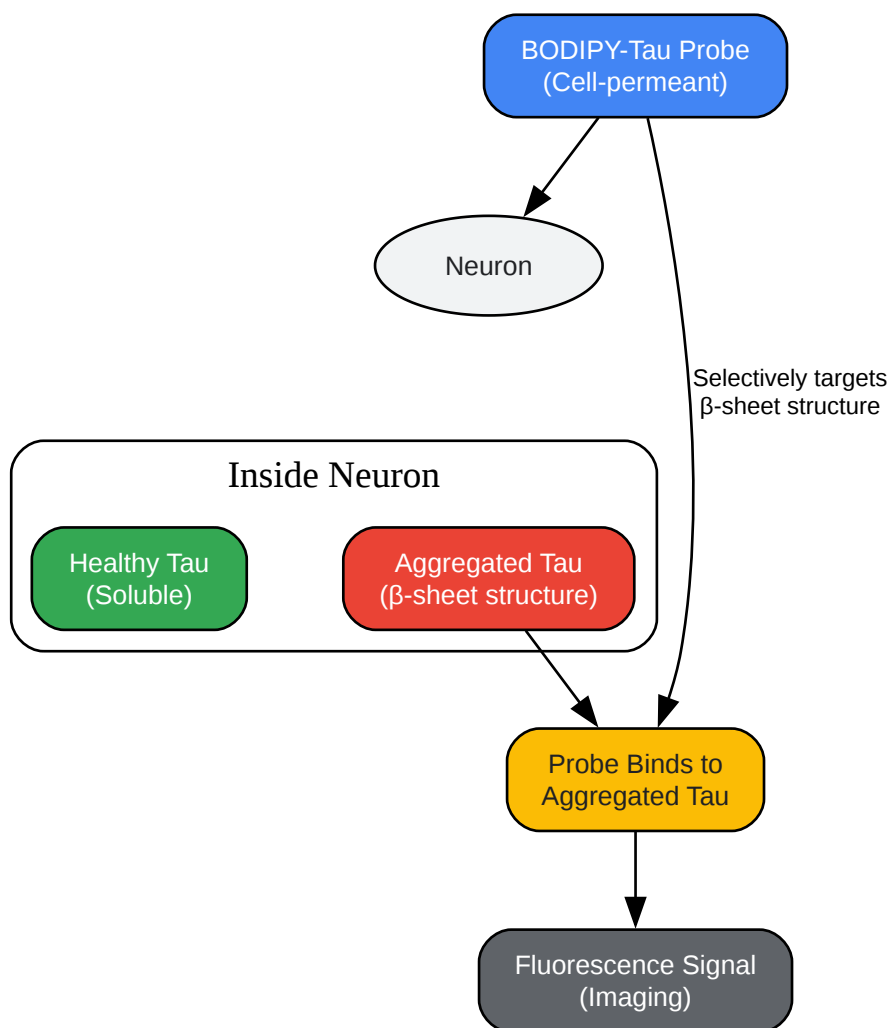 BODIPY-Tau Probe
(Cell-permeant)
Neuron
Selectively targets
β-sheet structure
Inside Neuron
Healthy Tau
(Soluble)
Aggregated Tau
(β-sheet structure)
Probe Binds to
Aggregated Tau
Fluorescence Signal
(Imaging)